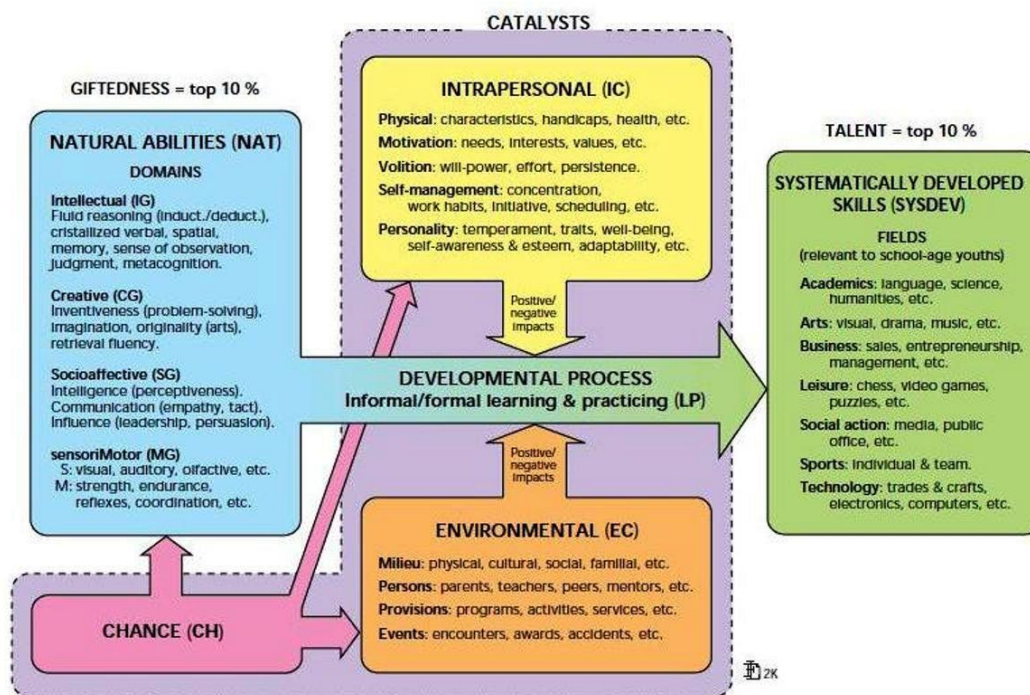 CATALYSTS
GIFTEDNESS = top 10 %
NATURAL ABILITIES (NAT)
DOMAINS
Intellectual (IG)
Fluid reasoning (induct./deduct.),
cristallized verbal, spatial,
memory, sense of observation,
judgment, metacognition.
Creative (CG)
Inventiveness (problem-solving),
imagination, originality (arts),
retrieval fluency.
Socioaffective (SG)
Intelligence (perceptiveness).
Communication (empathy, tact).
Influence (leadership, persuasion).
sensoriMotor (MG)
S: visual, auditory, olfactive, etc.
M: strength, endurance,
reflexes, coordination, etc.
INTRAPERSONAL (IC)
Physical: characteristics, handicaps, health, etc.
Motivation: needs, interests, values, etc.
Volition: will-power, effort, persistence.
Self-management: concentration,
work habits, initiative, scheduling, etc.
Personality: temperament, traits, well-being,
self-awareness & esteem, adaptability, etc.
Positive/
negative
impacts
DEVELOPMENTAL PROCESS
Informal/formal learning & practicing (LP)
Positive/
negative
impacts
ENVIRONMENTAL (EC)
Milieu: physical, cultural, social, familial, etc.
Persons: parents, teachers, peers, mentors, etc.
Provisions: programs, activities, services, etc.
Events: encounters, awards, accidents, etc.
CHANCE (CH)
TALENT = top 10 %
SYSTEMATICALLY DEVELOPED
SKILLS (SYSDEV)
FIELDS
(relevant to school-age youths)
Academics: language, science,
humanities, etc.
Arts: visual, drama, music, etc.
Business: sales, entrepreneurship,
management, etc.
Leisure: chess, video games,
puzzles, etc.
Social action: media, public
office, etc.
Sports: individual & team.
Technology: trades & crafts,
electronics, computers, etc.
2K